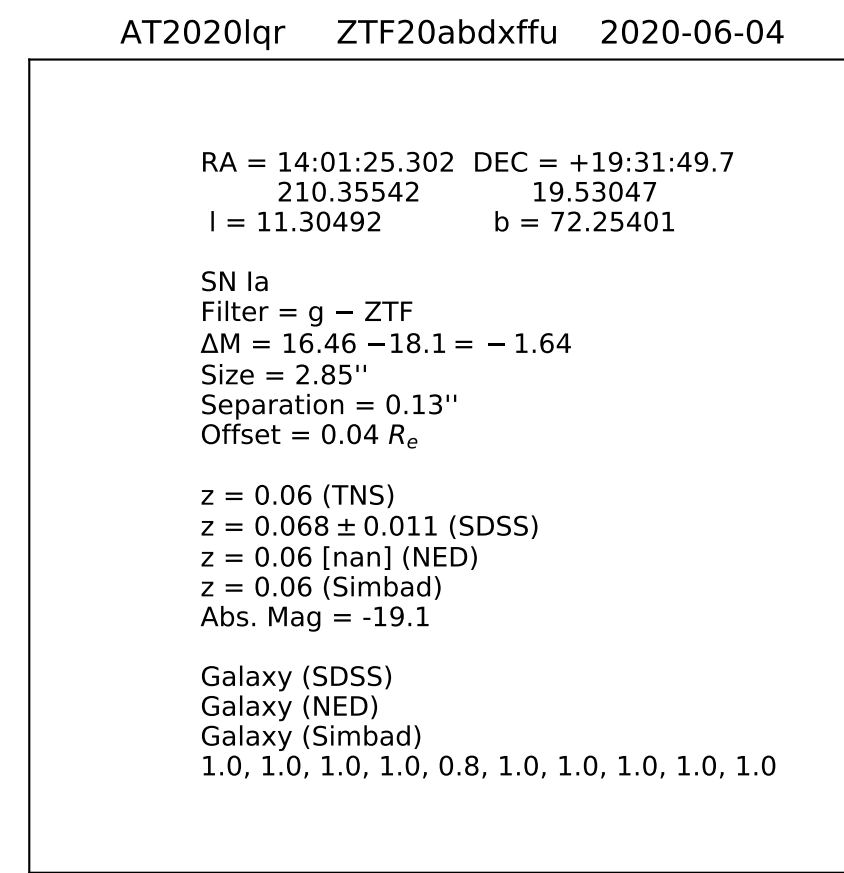 AT2020lqr ZTF20abdxffu 2020-06-04
RA = 14:01:25.302 DEC = +19:31:49.7
210.35542 19.53047
l = 11.30492 b = 72.25401
SN Ia
Filter = g − ZTF
ΔM = 16.46 −18.1 = − 1.64
Size = 2.85''
Separation = 0.13''
Offset = 0.04 Rₑ
z = 0.06 (TNS)
z = 0.068 ± 0.011 (SDSS)
z = 0.06 [nan] (NED)
z = 0.06 (Simbad)
Abs. Mag = -19.1
Galaxy (SDSS)
Galaxy (NED)
Galaxy (Simbad)
1.0, 1.0, 1.0, 1.0, 0.8, 1.0, 1.0, 1.0, 1.0, 1.0